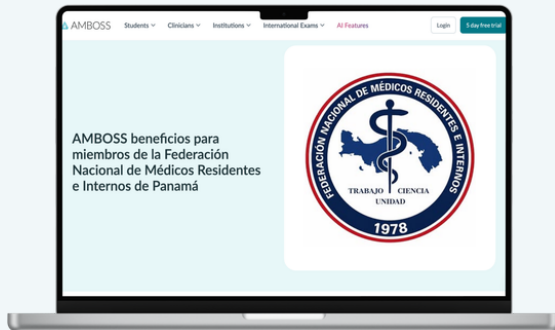 AMBOSS Students Clinicians Institutions International Exams AI Features Login 5 day free trial
AMBOSS beneficios para
miembros de la Federación
Nacional de Médicos Residentes
e Internos de Panamá
FEDERACIÓN NACIONAL DE MÉDICOS RESIDENTES E INTERNOS
TRABAJO CIENCIA
UNIDAD
1978